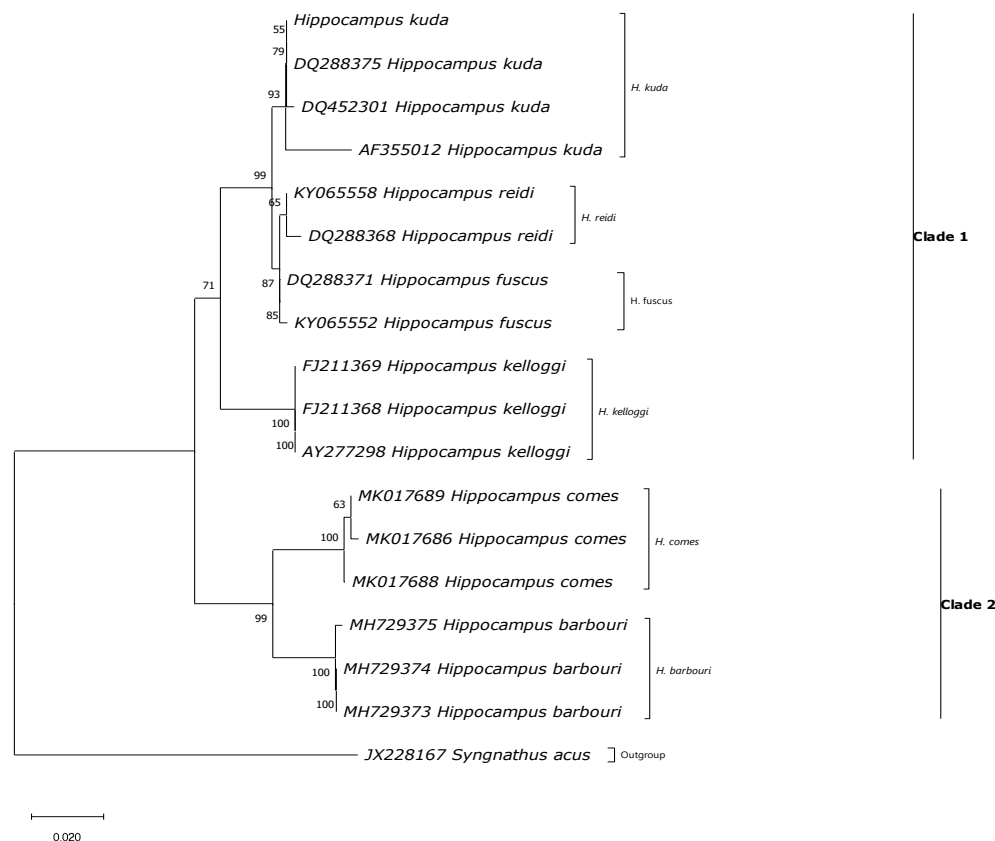 Hippocampus kuda
55
79
DQ288375 Hippocampus kuda
H. kuda
93
DQ452301 Hippocampus kuda
AF355012 Hippocampus kuda
99
KY065558 Hippocampus reidi
65
H. reidi
DQ288368 Hippocampus reidi
Clade 1
DQ288371 Hippocampus fuscus
87
71
H. fuscus
85
KY065552 Hippocampus fuscus
FJ211369 Hippocampus kelloggi
FJ211368 Hippocampus kelloggi
H. kelloggi
100
100
AY277298 Hippocampus kelloggi
MK017689 Hippocampus comes
63
100
MK017686 Hippocampus comes
H. comes
MK017688 Hippocampus comes
Clade 2
99
MH729375 Hippocampus barbouri
100
MH729374 Hippocampus barbouri
H. barbouri
100
MH729373 Hippocampus barbouri
JX228167 Syngnathus acus
Outgroup
0.020